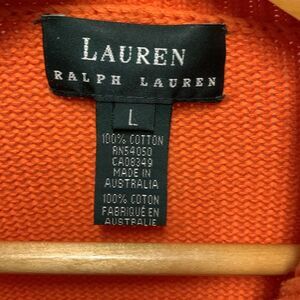 LAUREN
RALPH LAUREN
L
100% COTTON
RN54050
CA08349
MADE IN
AUSTRALIA
100% COTON
FABRIQUÉ EN
AUSTRALIE